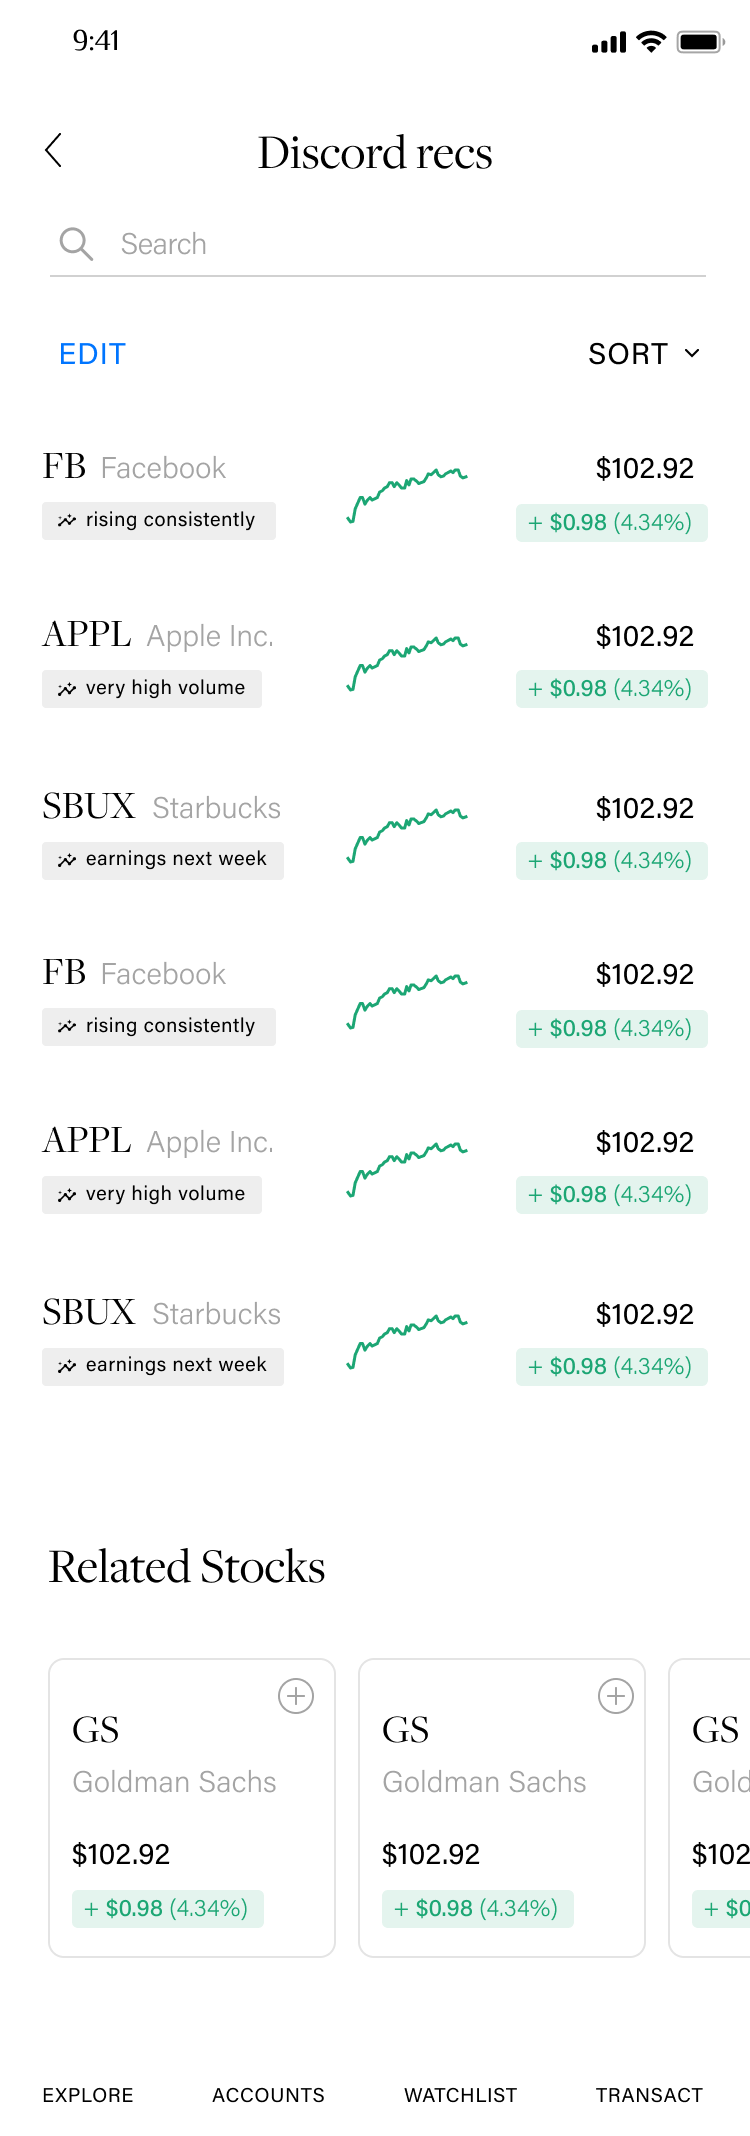 9:41
Discord recs
Search
EDIT SORT
FB Facebook $102.92
rising consistently + $0.98 (4.34%)
APPL Apple Inc. $102.92
very high volume + $0.98 (4.34%)
SBUX Starbucks $102.92
earnings next week + $0.98 (4.34%)
FB Facebook $102.92
rising consistently + $0.98 (4.34%)
APPL Apple Inc. $102.92
very high volume + $0.98 (4.34%)
SBUX Starbucks $102.92
earnings next week + $0.98 (4.34%)
Related Stocks
GS GS GS
Goldman Sachs Goldman Sachs Gold
$102.92 $102.92 $102
+ $0.98 (4.34%) + $0.98 (4.34%) + $0
EXPLORE ACCOUNTS WATCHLIST TRANSACT